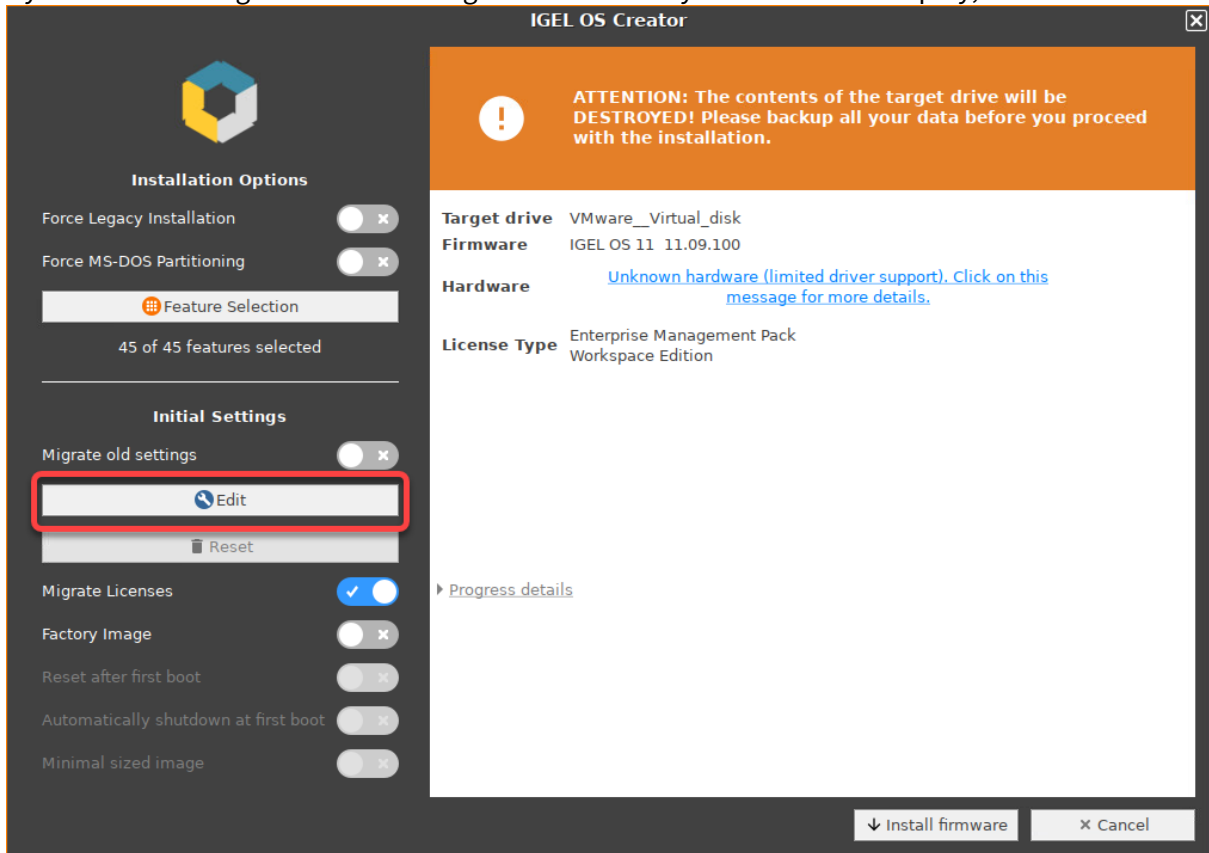 IGEL OS Creator
ATTENTION: The contents of the target drive will be
DESTROYED! Please backup all your data before you proceed
with the installation.
Installation Options
Force Legacy Installation
Force MS-DOS Partitioning
Feature Selection
45 of 45 features selected
Initial Settings
Migrate old settings
Edit
Reset
Migrate Licenses
Factory Image
Reset after first boot
Automatically shutdown at first boot
Minimal sized image
Target drive VMware__Virtual_disk
Firmware IGEL OS 11 11.09.100
Hardware Unknown hardware (limited driver support). Click on this
message for more details.
License Type Enterprise Management Pack
Workspace Edition
Progress details
Install firmware
Cancel